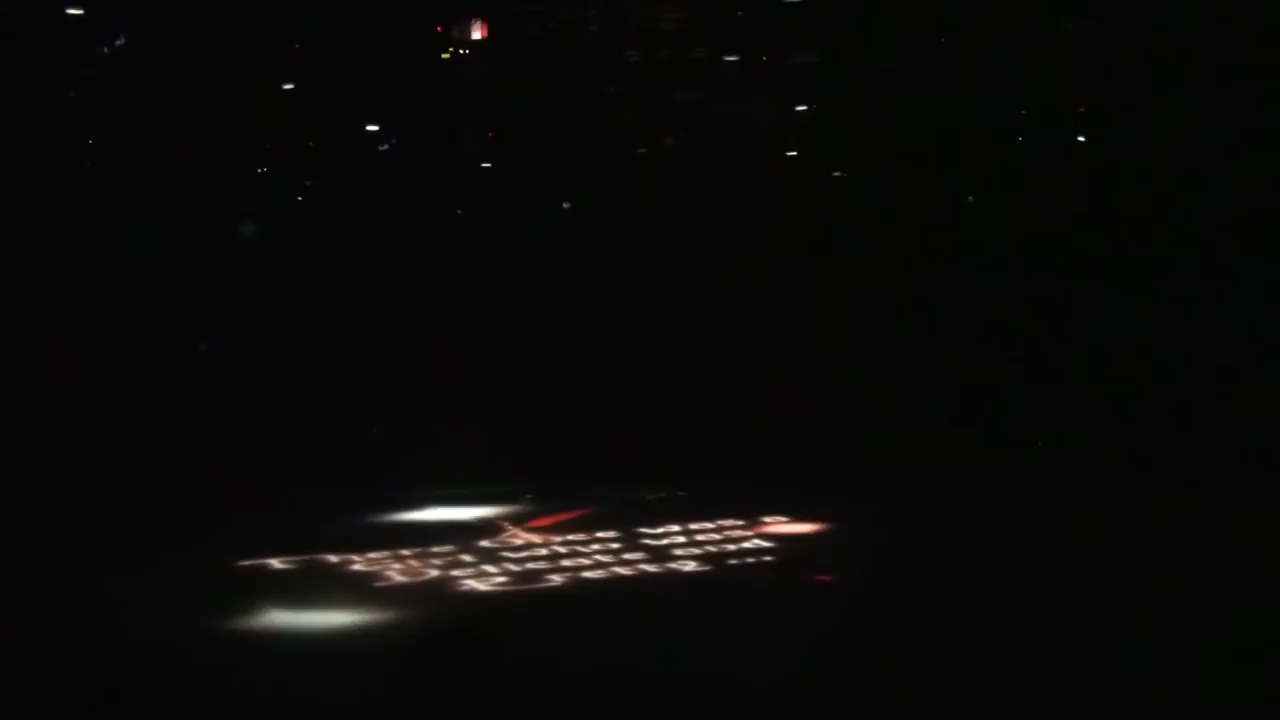 There Once was a
Girl who was
Delicate and
Pretty ...